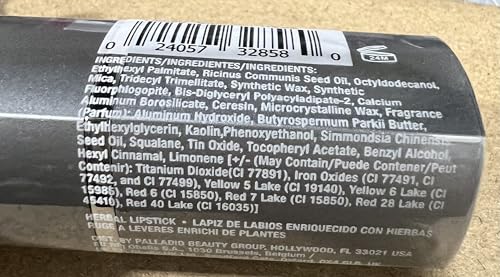 0 24057 32858 0
24M
INGREDIENTS/INGREDIENTES/INGREDIENTS:
Ethylhexyl Palmitate, Ricinus Communis Seed Oil, Octyldodecanol,
Mica, Tridecyl Trimellitate, Synthetic Wax, Synthetic
Fluorphlogopite, Bis-Diglyceryl Polyacyladipate-2, Calcium
Aluminum Borosilicate, Ceresin, Microcrystalline Wax, Fragrance
(Parfum): Aluminum Hydroxide, Butyrospermum Parkii Butter,
Ethylhexylglycerin, Kaolin,Phenoxyethanol, Simmondsia Chinensis
Seed Oil, Squalane, Tin Oxide, Tocopheryl Acetate, Benzyl Alcohol,
Hexyl Cinnamal, Limonene [+/- (May Contain/Puede Contener/Peut
Contenir): Titanium Dioxide(CI 77891), Iron Oxides (CI 77491, CI
77492, and CI 77499), Yellow 5 Lake (CI 19140), Yellow 6 Lake (CI
15985), Red 6 (CI 15850), Red 7 Lake (CI 15850), Red 28 Lake (CI
45410), Red 40 Lake (CI 16035)]
HERBAL LIPSTICK • LAPIZ DE LABIOS ENRIQUECIDO CON HIERBAS
ROUGE A LEVRES ENRICHI DE PLANTES
DIST. BY PALLADIO BEAUTY GROUP, HOLLYWOOD, FL 33021 USA
Obelis S.A., 1030 Brussels, Belgium /